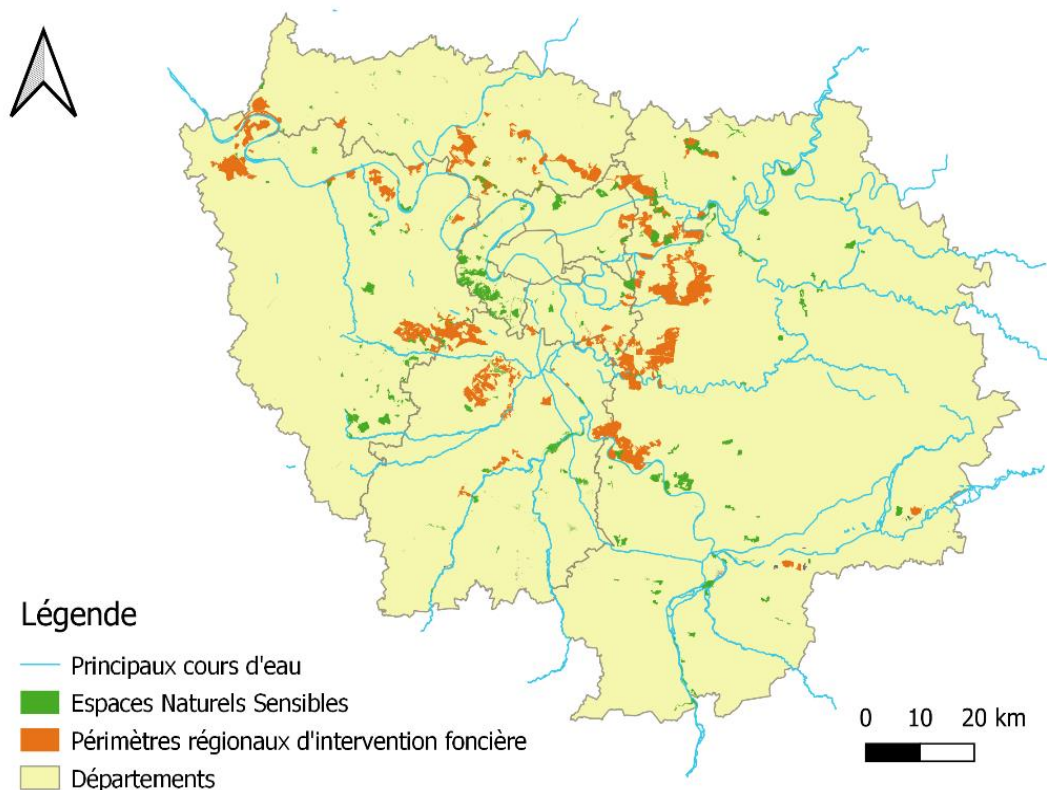 Légende
Principaux cours d'eau
Espaces Naturels Sensibles
Périmètres régionaux d'intervention foncière
Départements
0 10 20 km